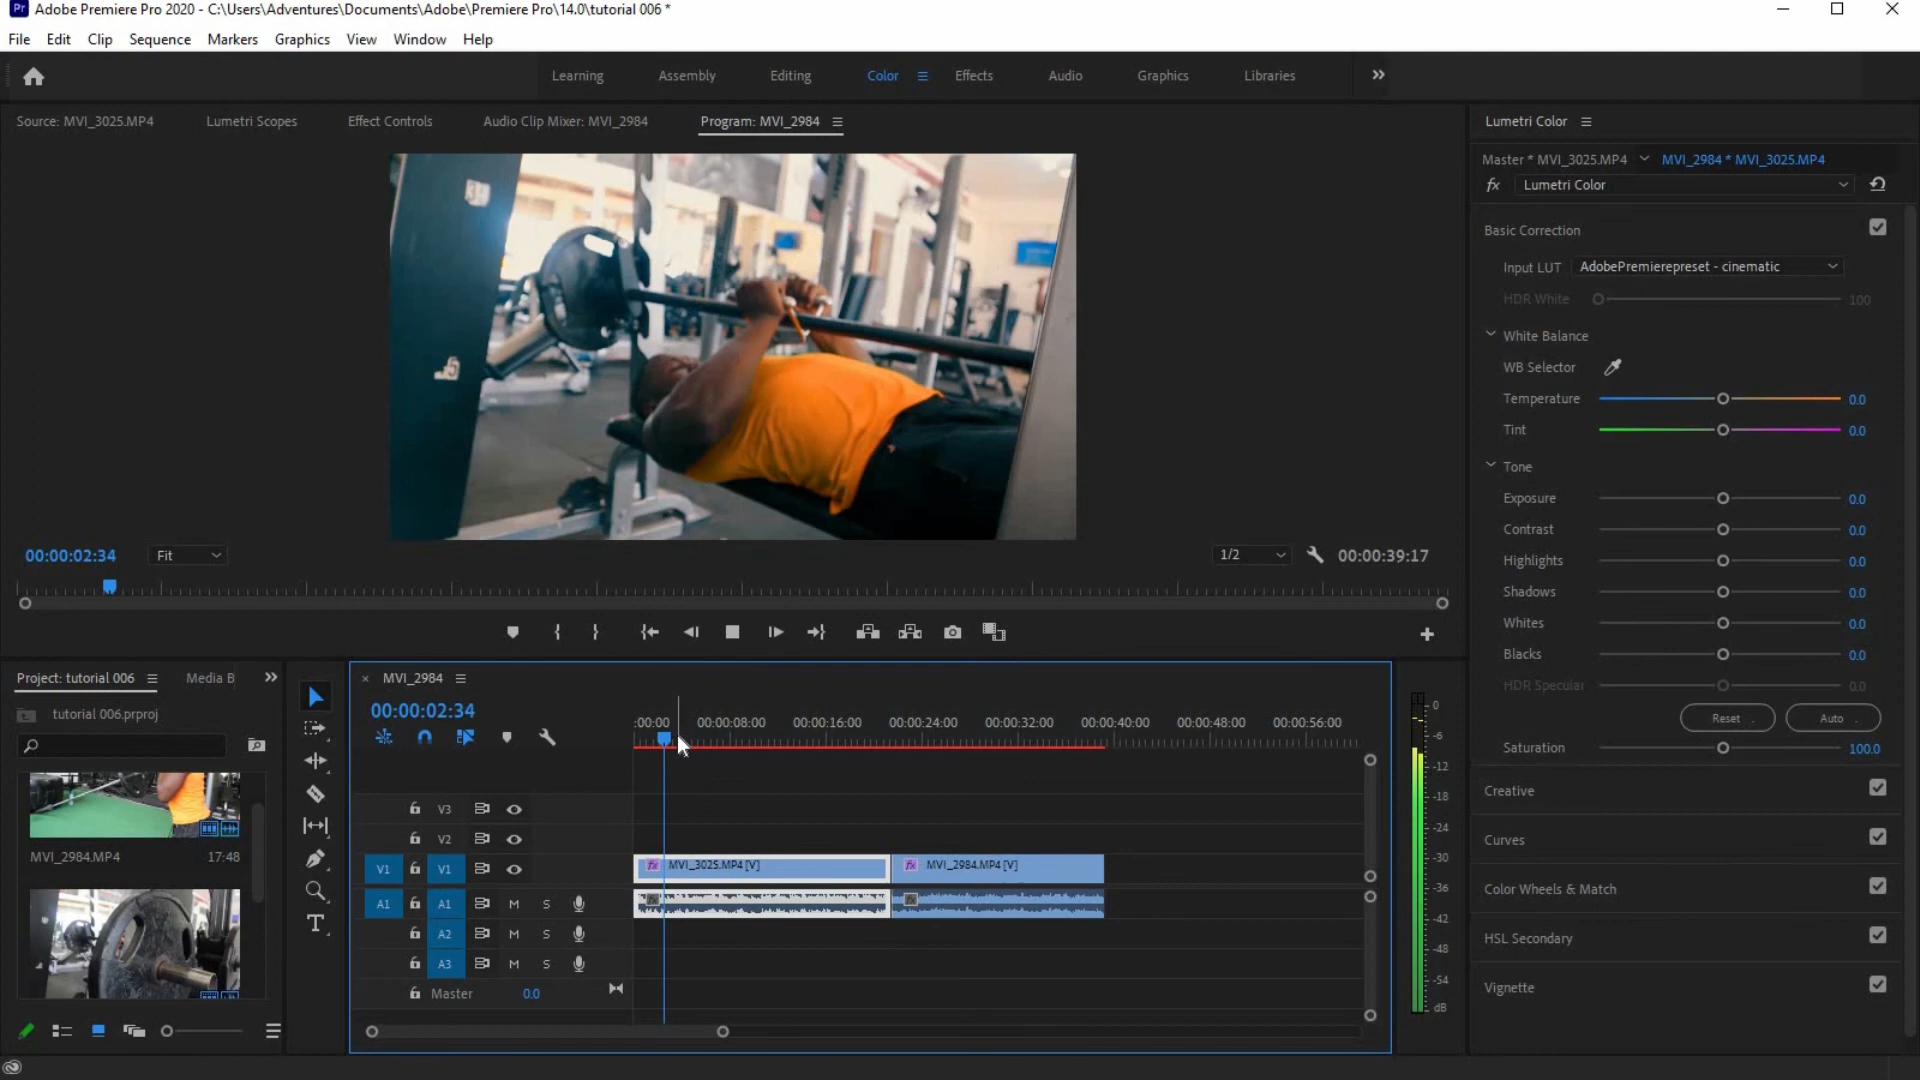 Pr Adobe Premiere Pro 2020 - C:\Users\Adventures\Documents\Adobe\Premiere Pro\14.0\tutorial 006 *
File Edit Clip Sequence Markers Graphics View Window Help
Learning Assembly Editing Color Effects Audio Graphics Libraries
Source: MVI_3025.MP4 Lumetri Scopes Effect Controls Audio Clip Mixer: MVI_2984 Program: MVI_2984
Lumetri Color
Master * MVI_3025.MP4 MVI_2984 * MVI_3025.MP4
fx Lumetri Color
Basic Correction
Input LUT AdobePremierepreset - cinematic
HDR White 100
White Balance
WB Selector
Temperature 0.0
Tint 0.0
Tone
Exposure 0.0
Contrast 0.0
Highlights 0.0
Shadows 0.0
Whites 0.0
Blacks 0.0
HDR Specular 0.0
Reset Auto
Saturation 100.0
Creative
Curves
Color Wheels & Match
HSL Secondary
Vignette
00:00:02:34 Fit 1/2 00:00:39:17
Project: tutorial 006 Media B
tutorial 006.prproj
MVI_2984.MP4 17:48
MVI_2984
00:00:02:34
:00:00 00:00:08:00 00:00:16:00 00:00:24:00 00:00:32:00 00:00:40:00 00:00:48:00 00:00:56:00
V3
V2
V1 V1 fx MVI_3025.MP4 [V] fx MVI_2984.MP4 [V]
A1 A1 M S
A2 M S
A3 M S
Master 0.0
0
-6
-12
-18
-24
-30
-36
-42
-48
-54
dB